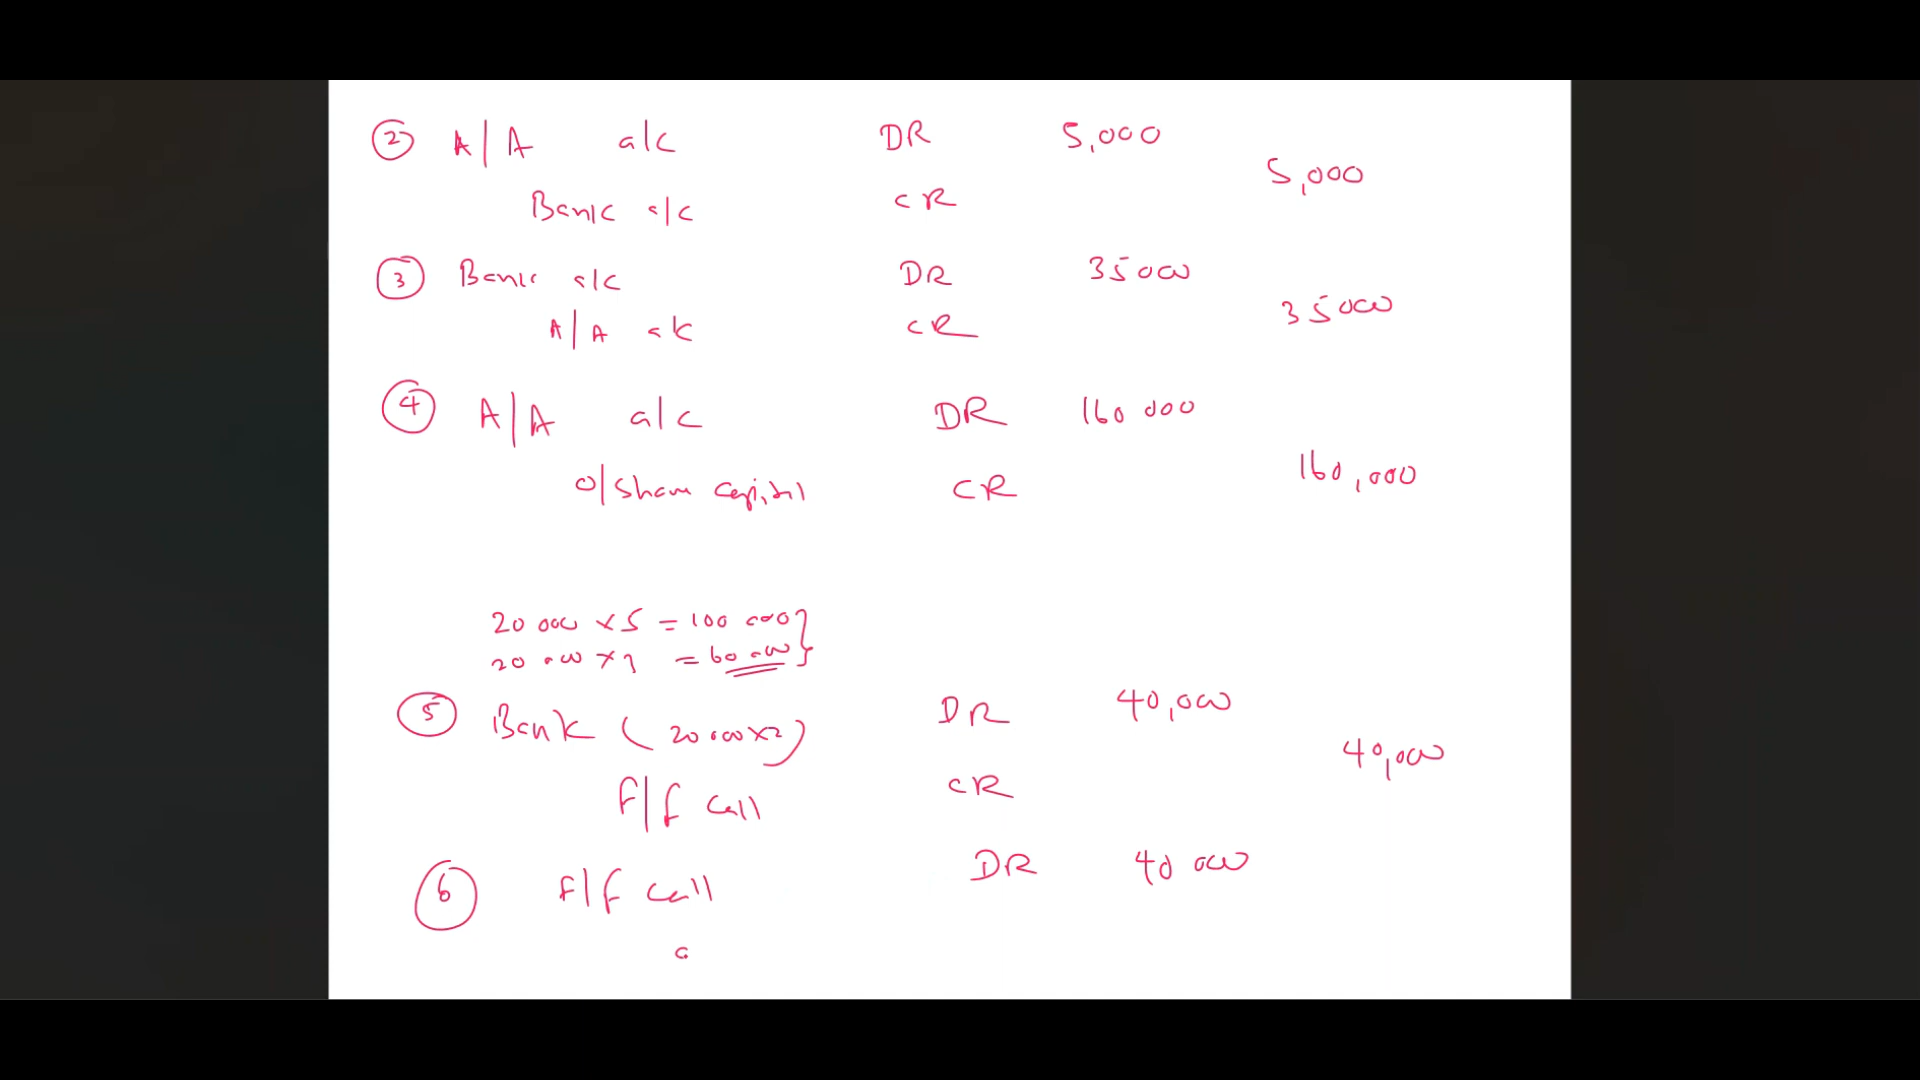 ② A/A a/c DR 5,000
5,000
Bank a/c CR
③ Bank a/c DR 35000
35000
A/A a/c CR
④ A/A a/c DR 160 000
160,000
O/Share capital CR
20 000 x 5 = 100 000 }
20 000 x 3 = 60 000 }
⑤ Bank ( 20 000 x 2 ) DR 40,000
40,000
F/F call CR
⑥ F/F call DR 40 000